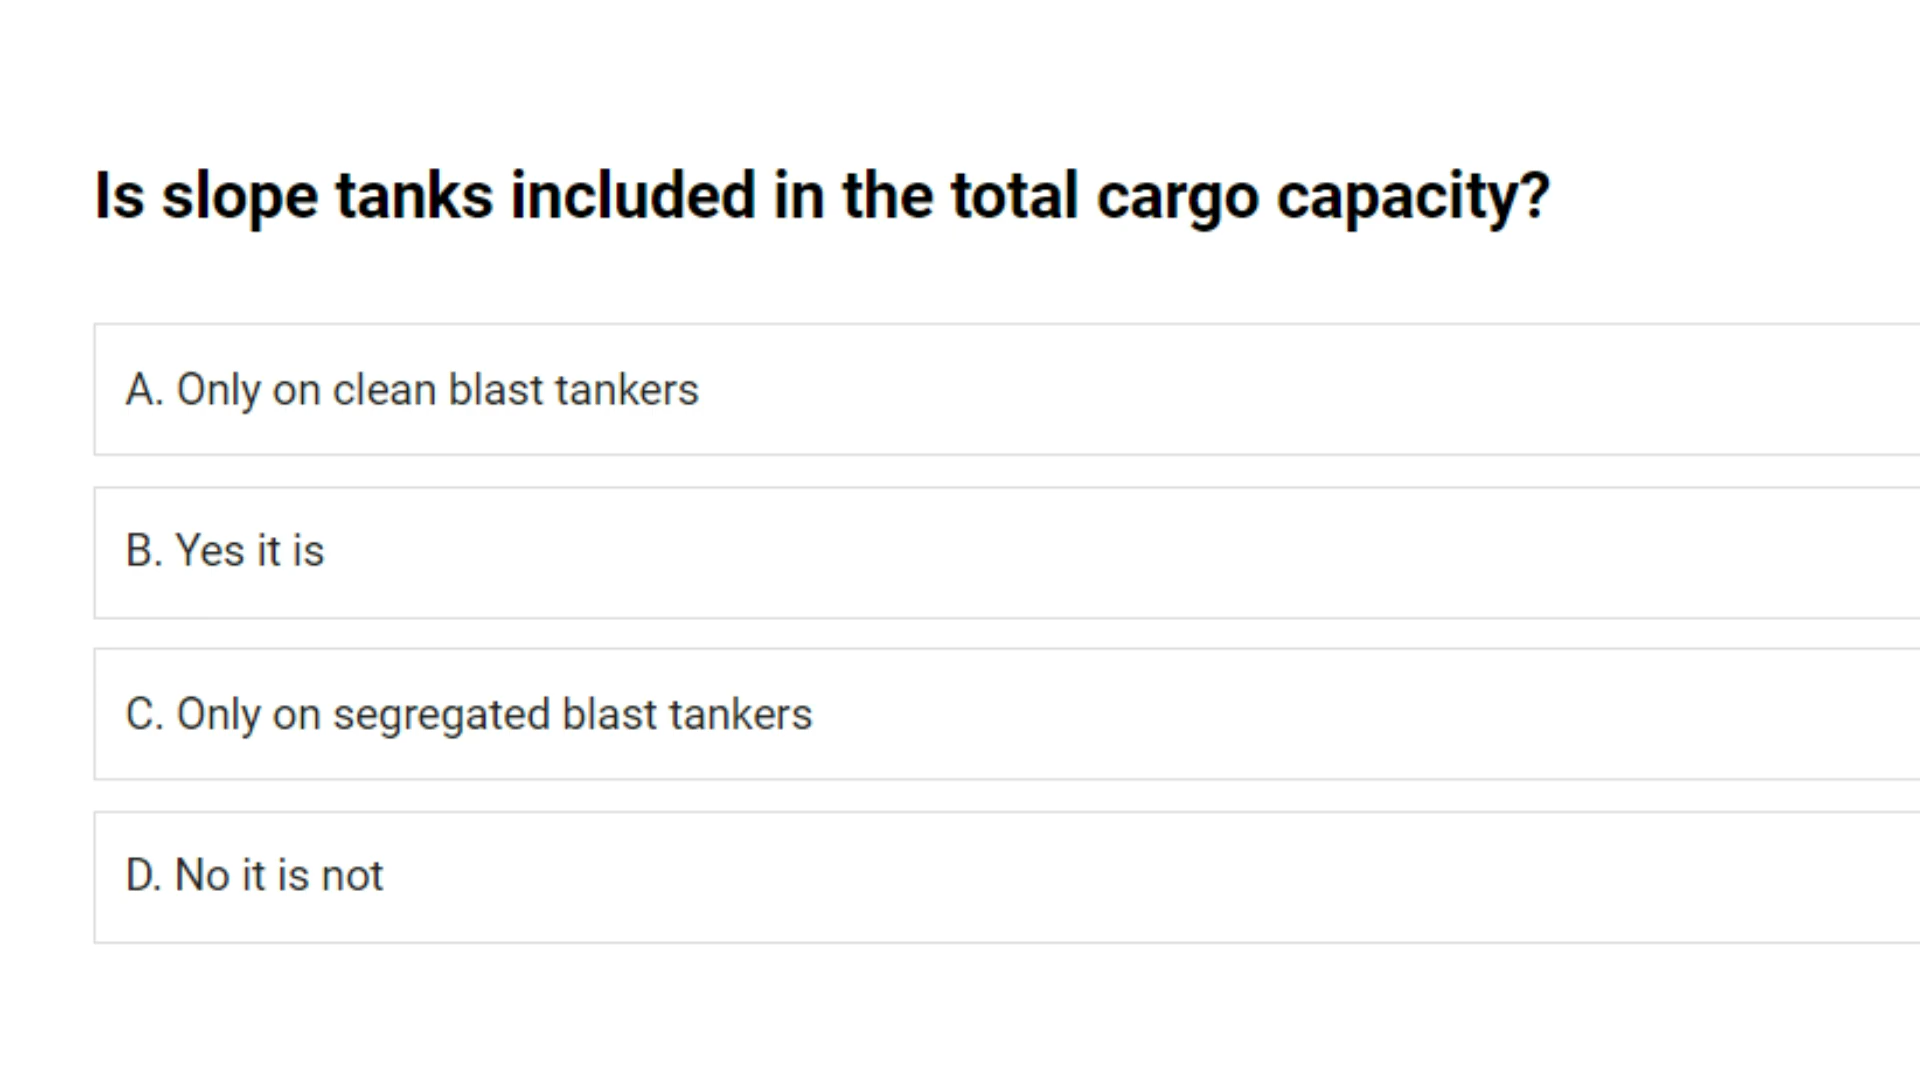 Is slope tanks included in the total cargo capacity?
A. Only on clean blast tankers
B. Yes it is
C. Only on segregated blast tankers
D. No it is not